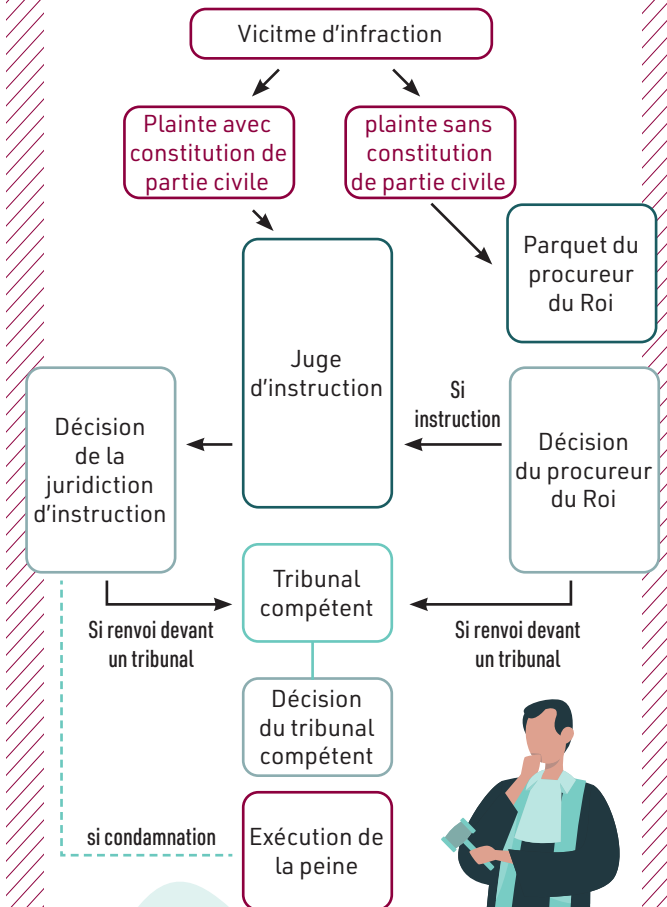 Vicitme d'infraction
Plainte avec
constitution de
partie civile
plainte sans
constitution
de partie civile
Parquet du
procureur
du Roi
Juge
d'instruction
Si
instruction
Décision
de la
juridiction
d'instruction
Décision
du procureur
du Roi
Tribunal
compétent
Si renvoi devant
un tribunal
Si renvoi devant
un tribunal
Décision
du tribunal
compétent
si condamnation
Exécution de
la peine